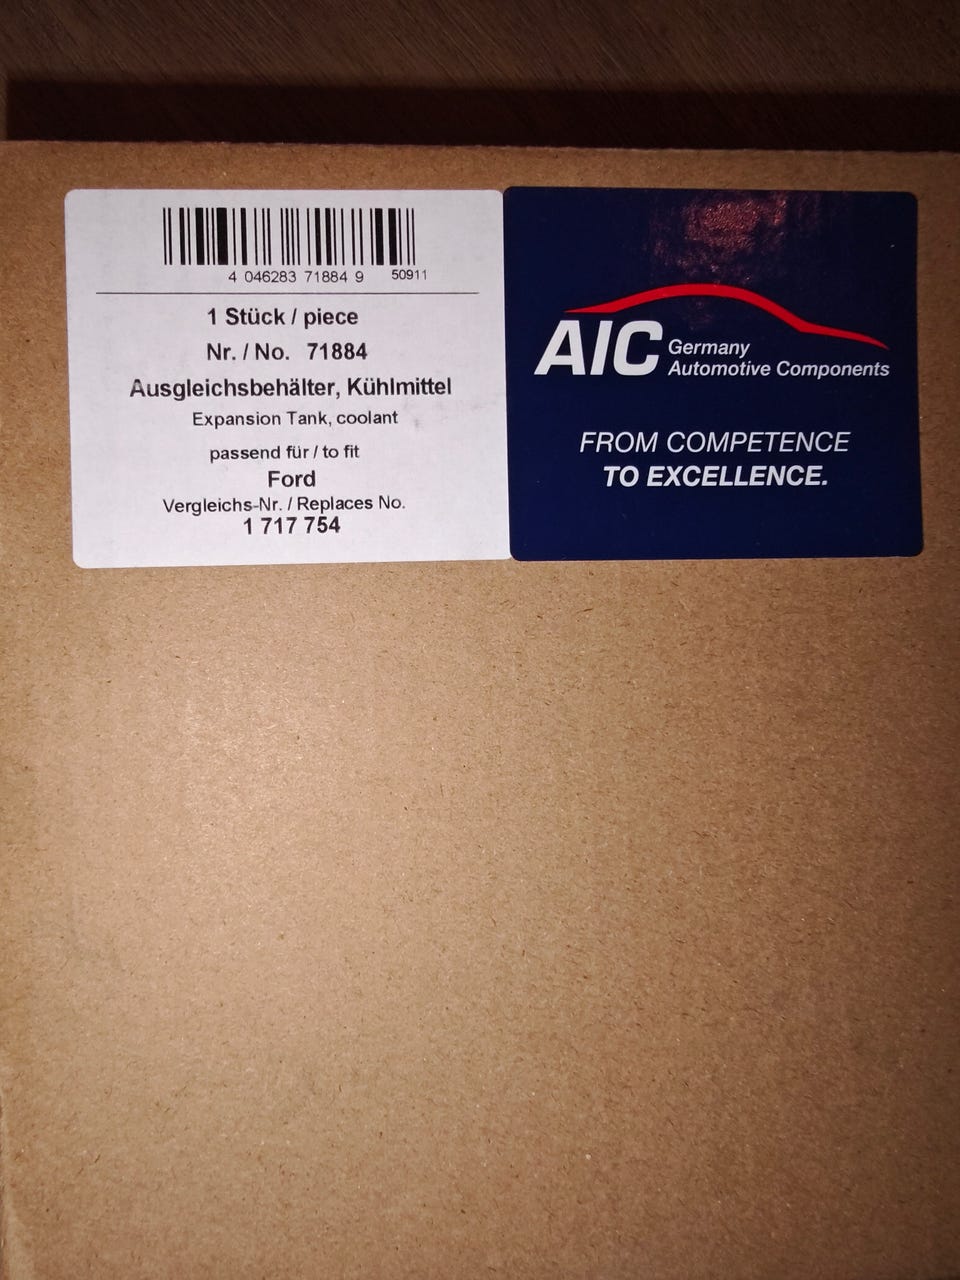 4 046283 71884 9 50911
1 Stück / piece
Nr. / No. 71884
Ausgleichsbehälter, Kühlmittel
Expansion Tank, coolant
passend für / to fit
Ford
Vergleichs-Nr. / Replaces No.
1 717 754
AIC Germany
Automotive Components
FROM COMPETENCE
TO EXCELLENCE.